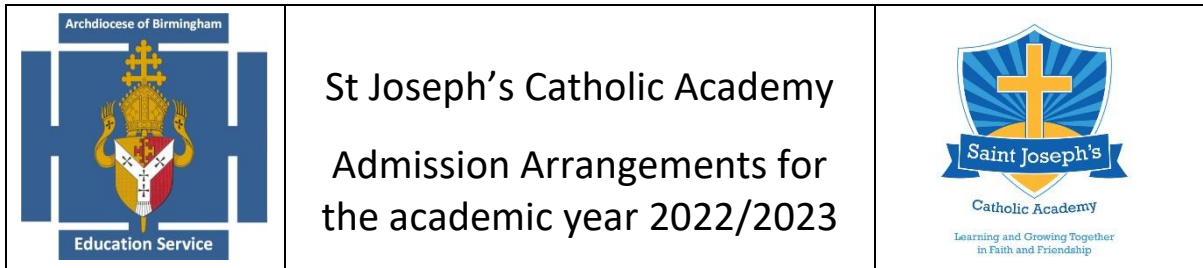 Archdiocese of Birmingham
Education Service
St Joseph’s Catholic Academy
Admission Arrangements for
the academic year 2022/2023
Saint Joseph's
Catholic Academy
Learning and Growing Together
in Faith and Friendship